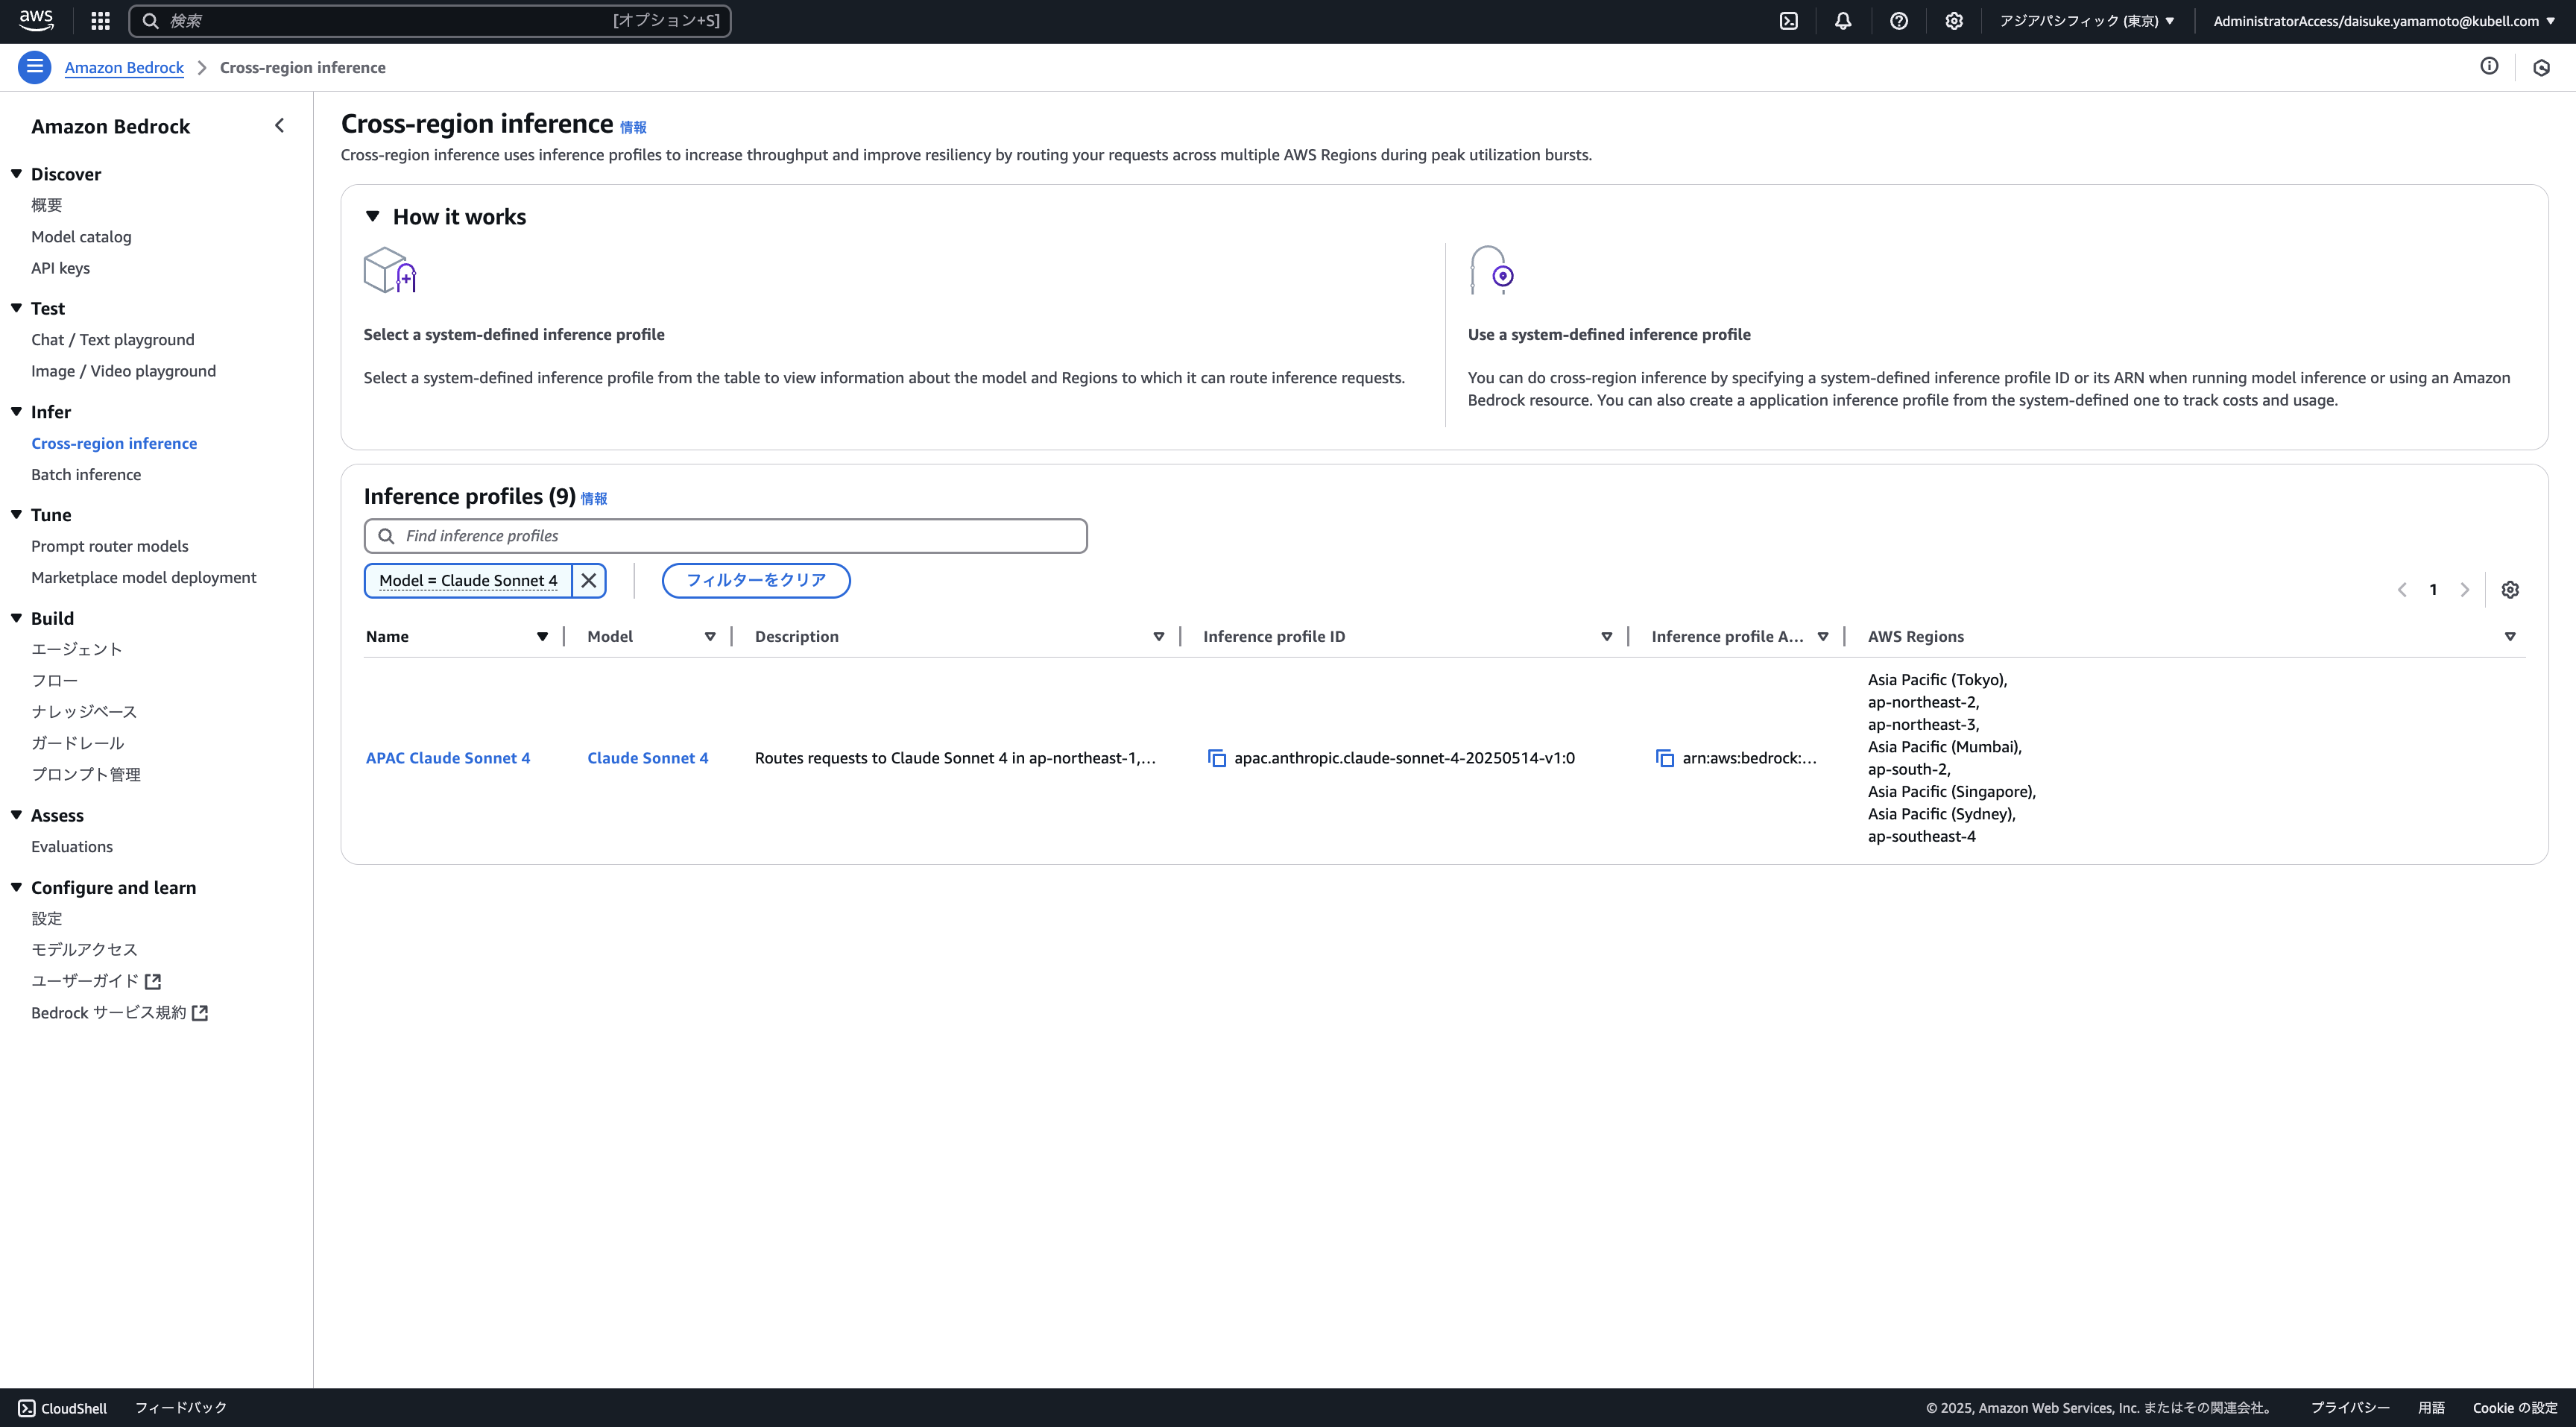 aws
検索
[オプション+S]
アジアパシフィック (東京)
AdministratorAccess/daisuke.yamamoto@kubell.com
Amazon Bedrock
Cross-region inference
Amazon Bedrock
Discover
概要
Model catalog
API keys
Test
Chat / Text playground
Image / Video playground
Infer
Cross-region inference
Batch inference
Tune
Prompt router models
Marketplace model deployment
Build
エージェント
フロー
ナレッジベース
ガードレール
プロンプト管理
Assess
Evaluations
Configure and learn
設定
モデルアクセス
ユーザーガイド
Bedrock サービス規約
Cross-region inference 情報
Cross-region inference uses inference profiles to increase throughput and improve resiliency by routing your requests across multiple AWS Regions during peak utilization bursts.
How it works
Select a system-defined inference profile
Select a system-defined inference profile from the table to view information about the model and Regions to which it can route inference requests.
Use a system-defined inference profile
You can do cross-region inference by specifying a system-defined inference profile ID or its ARN when running model inference or using an Amazon
Bedrock resource. You can also create a application inference profile from the system-defined one to track costs and usage.
Inference profiles (9) 情報
Find inference profiles
Model = Claude Sonnet 4
フィルターをクリア
1
Name
Model
Description
Inference profile ID
Inference profile A...
AWS Regions
APAC Claude Sonnet 4
Claude Sonnet 4
Routes requests to Claude Sonnet 4 in ap-northeast-1,...
apac.anthropic.claude-sonnet-4-20250514-v1:0
arn:aws:bedrock:...
Asia Pacific (Tokyo),
ap-northeast-2,
ap-northeast-3,
Asia Pacific (Mumbai),
ap-south-2,
Asia Pacific (Singapore),
Asia Pacific (Sydney),
ap-southeast-4
CloudShell
フィードバック
© 2025, Amazon Web Services, Inc. またはその関連会社。
プライバシー
用語
Cookie の設定